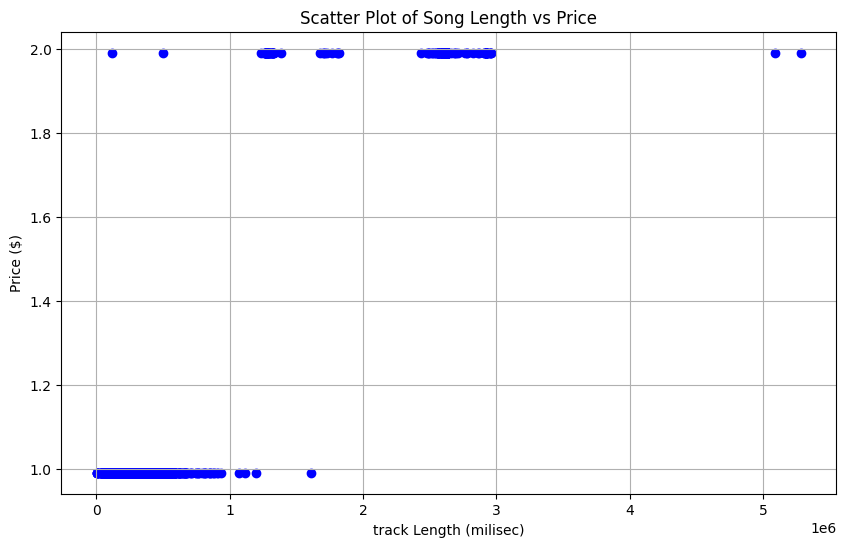 Scatter Plot of Song Length vs Price
2.0
1.8
1.6
1.4
1.2
1.0
Price ($)
0 1 2 3 4 5
1e6
track Length (milisec)